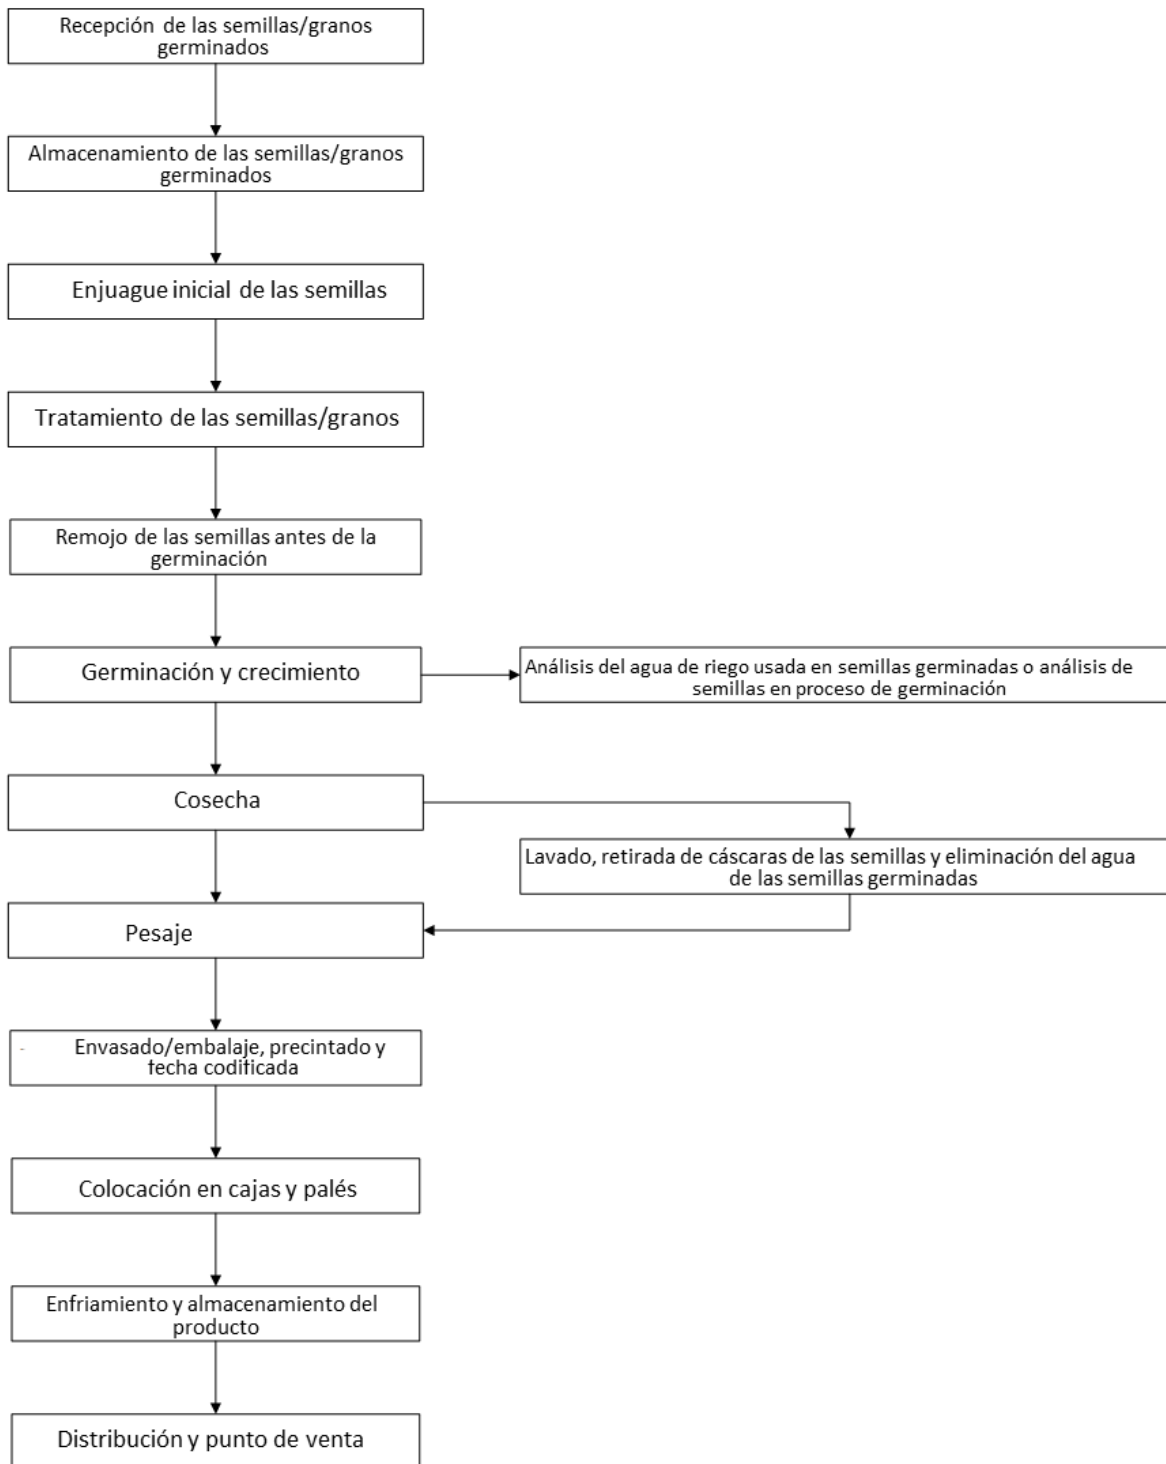 Recepción de las semillas/granos
germinados
Almacenamiento de las semillas/granos
germinados
Enjuague inicial de las semillas
Tratamiento de las semillas/granos
Remojo de las semillas antes de la
germinación
Germinación y crecimiento
Análisis del agua de riego usada en semillas germinadas o análisis de
semillas en proceso de germinación
Cosecha
Lavado, retirada de cáscaras de las semillas y eliminación del agua
de las semillas germinadas
Pesaje
- Envasado/embalaje, precintado y
fecha codificada
Colocación en cajas y palés
Enfriamiento y almacenamiento del
producto
Distribución y punto de venta